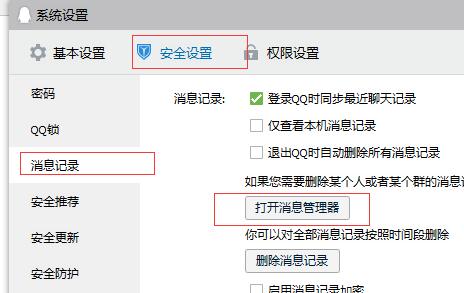 系统设置
基本设置 安全设置 权限设置
密码
QQ锁
消息记录
安全推荐
安全更新
安全防护
消息记录: 登录QQ时同步最近聊天记录
仅查看本机消息记录
退出QQ时自动删除所有消息记录
如果您需要删除某个人或者某个群的消息
打开消息管理器
你可以对全部消息记录按照时间段删除
删除消息记录
启用消息记录加密